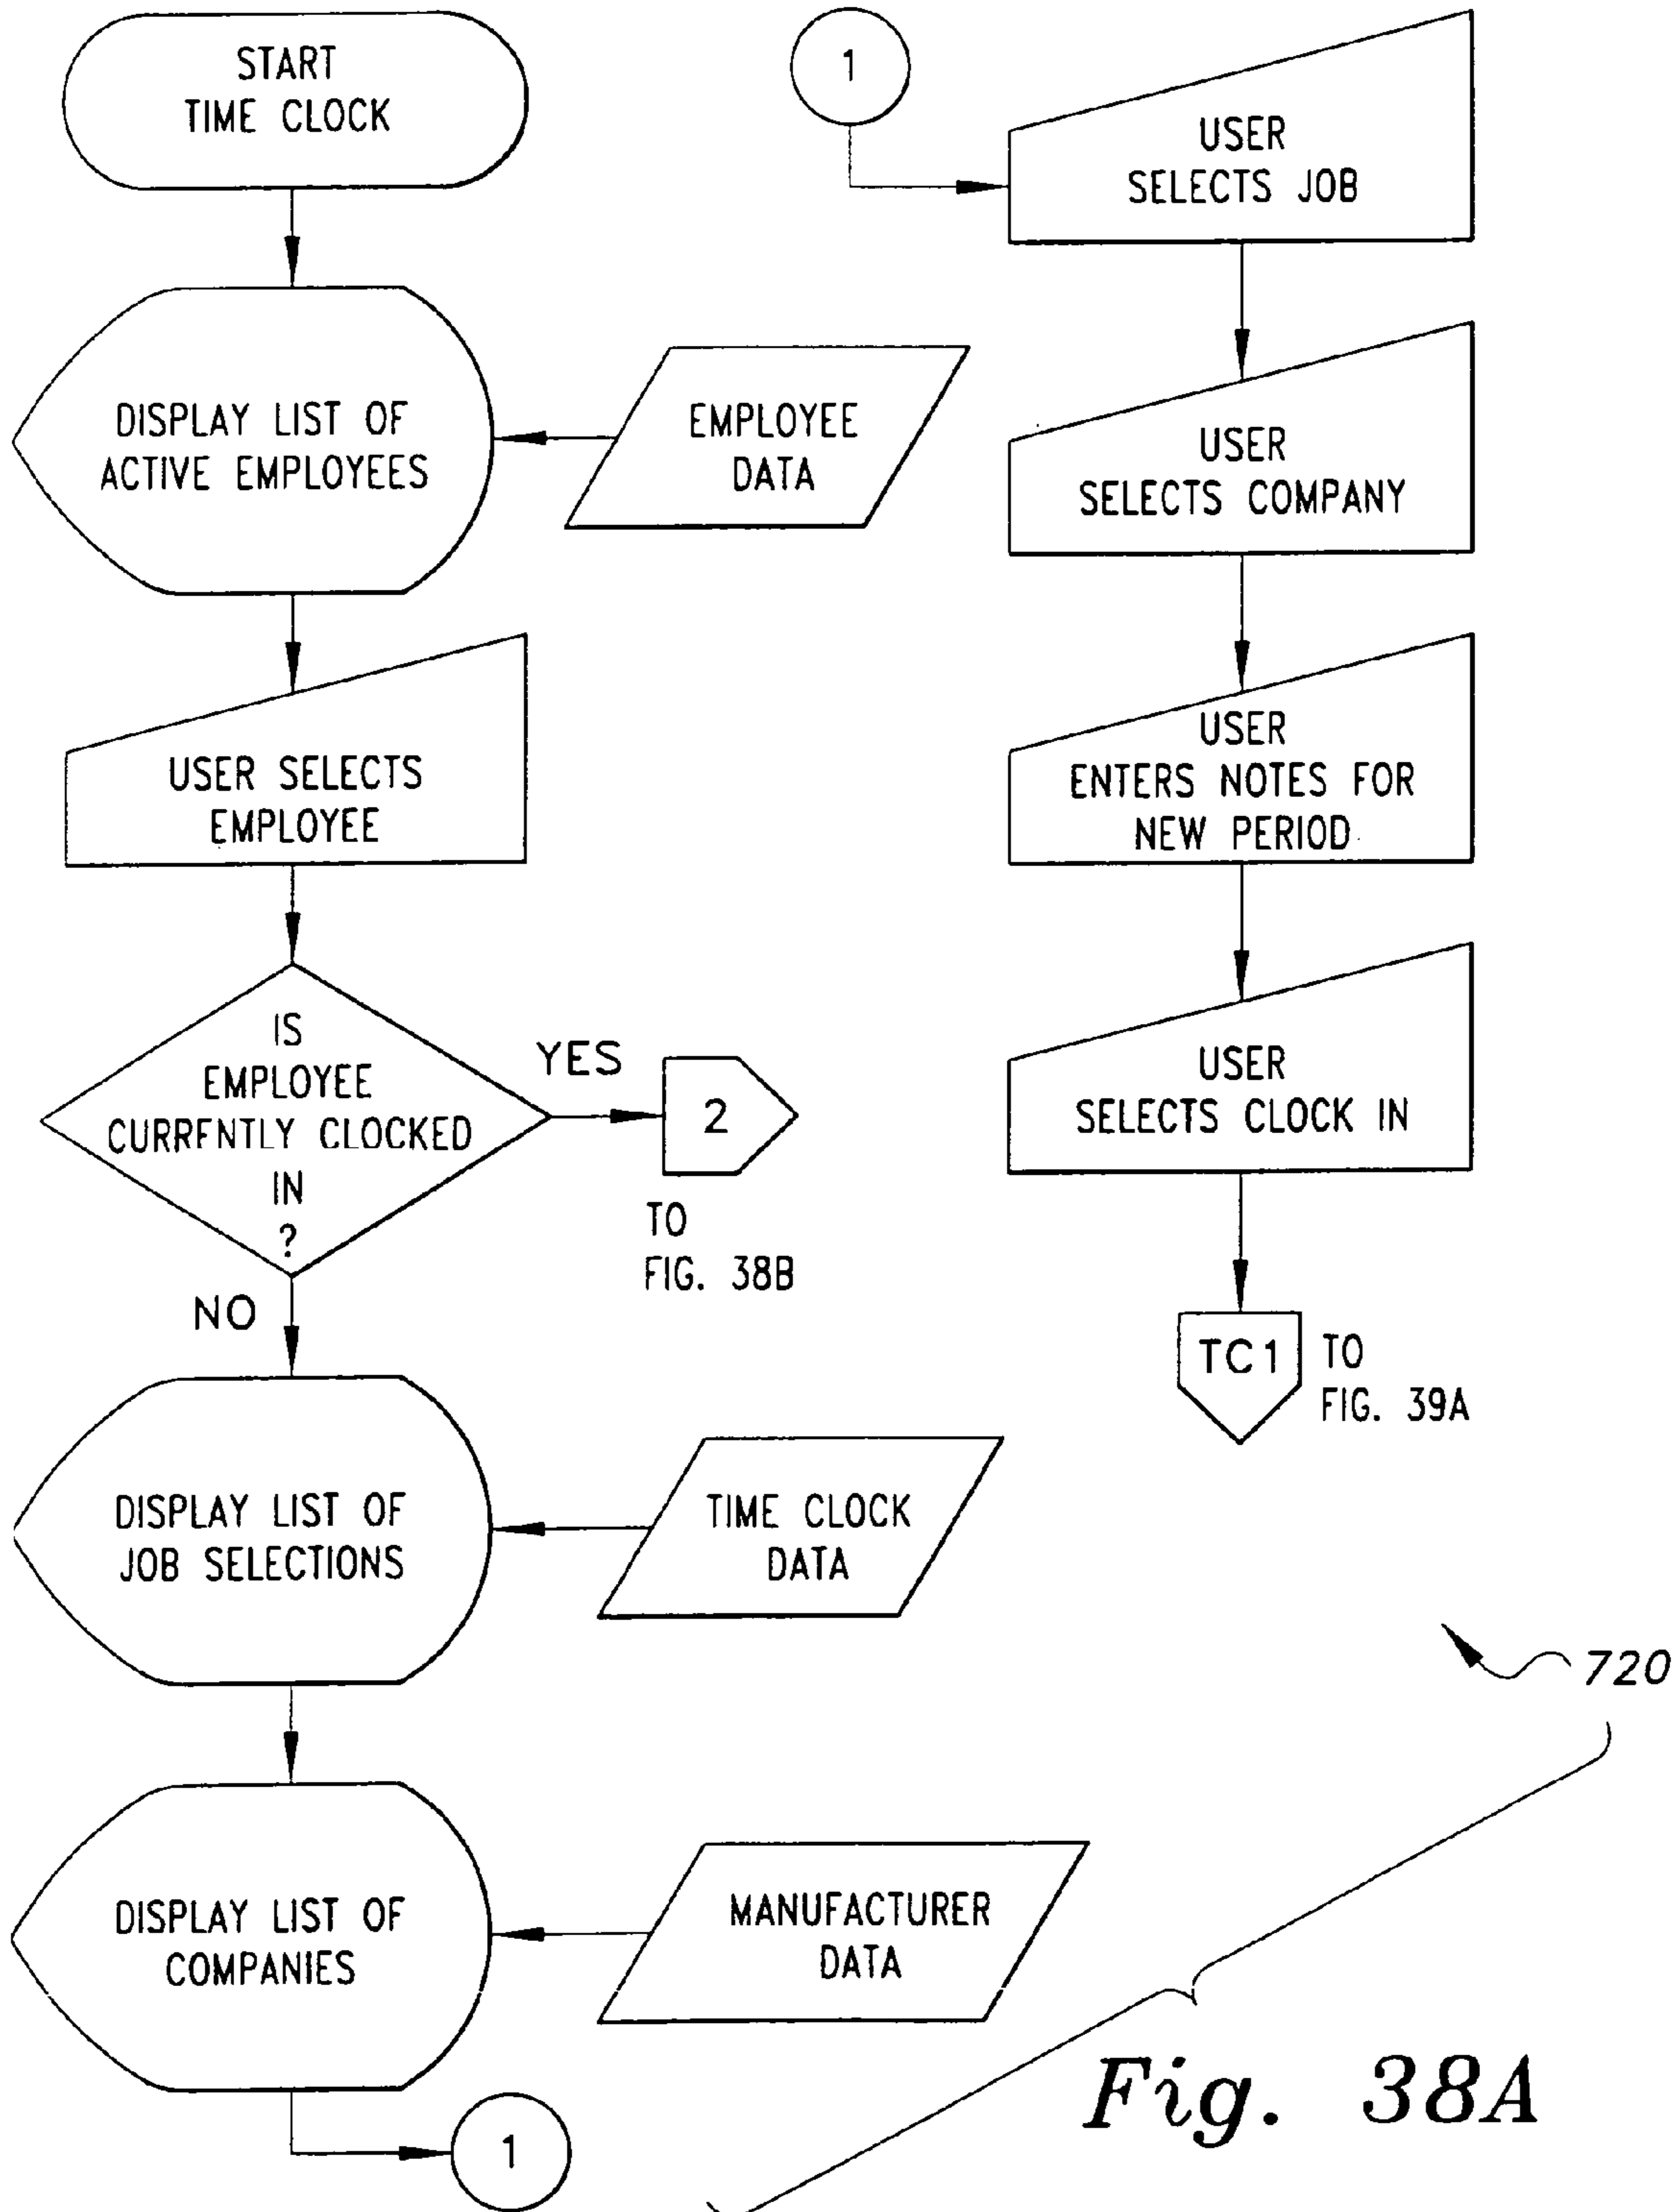 START
TIME CLOCK
DISPLAY LIST OF
ACTIVE EMPLOYEES
EMPLOYEE
DATA
USER SELECTS
EMPLOYEE
IS
EMPLOYEE
CURRENTLY CLOCKED
IN
?
YES
2
TO
FIG. 38B
NO
DISPLAY LIST OF
JOB SELECTIONS
TIME CLOCK
DATA
DISPLAY LIST OF
COMPANIES
MANUFACTURER
DATA
1
1
USER
SELECTS JOB
USER
SELECTS COMPANY
USER
ENTERS NOTES FOR
NEW PERIOD
USER
SELECTS CLOCK IN
TC1
TO
FIG. 39A
720
Fig. 38A